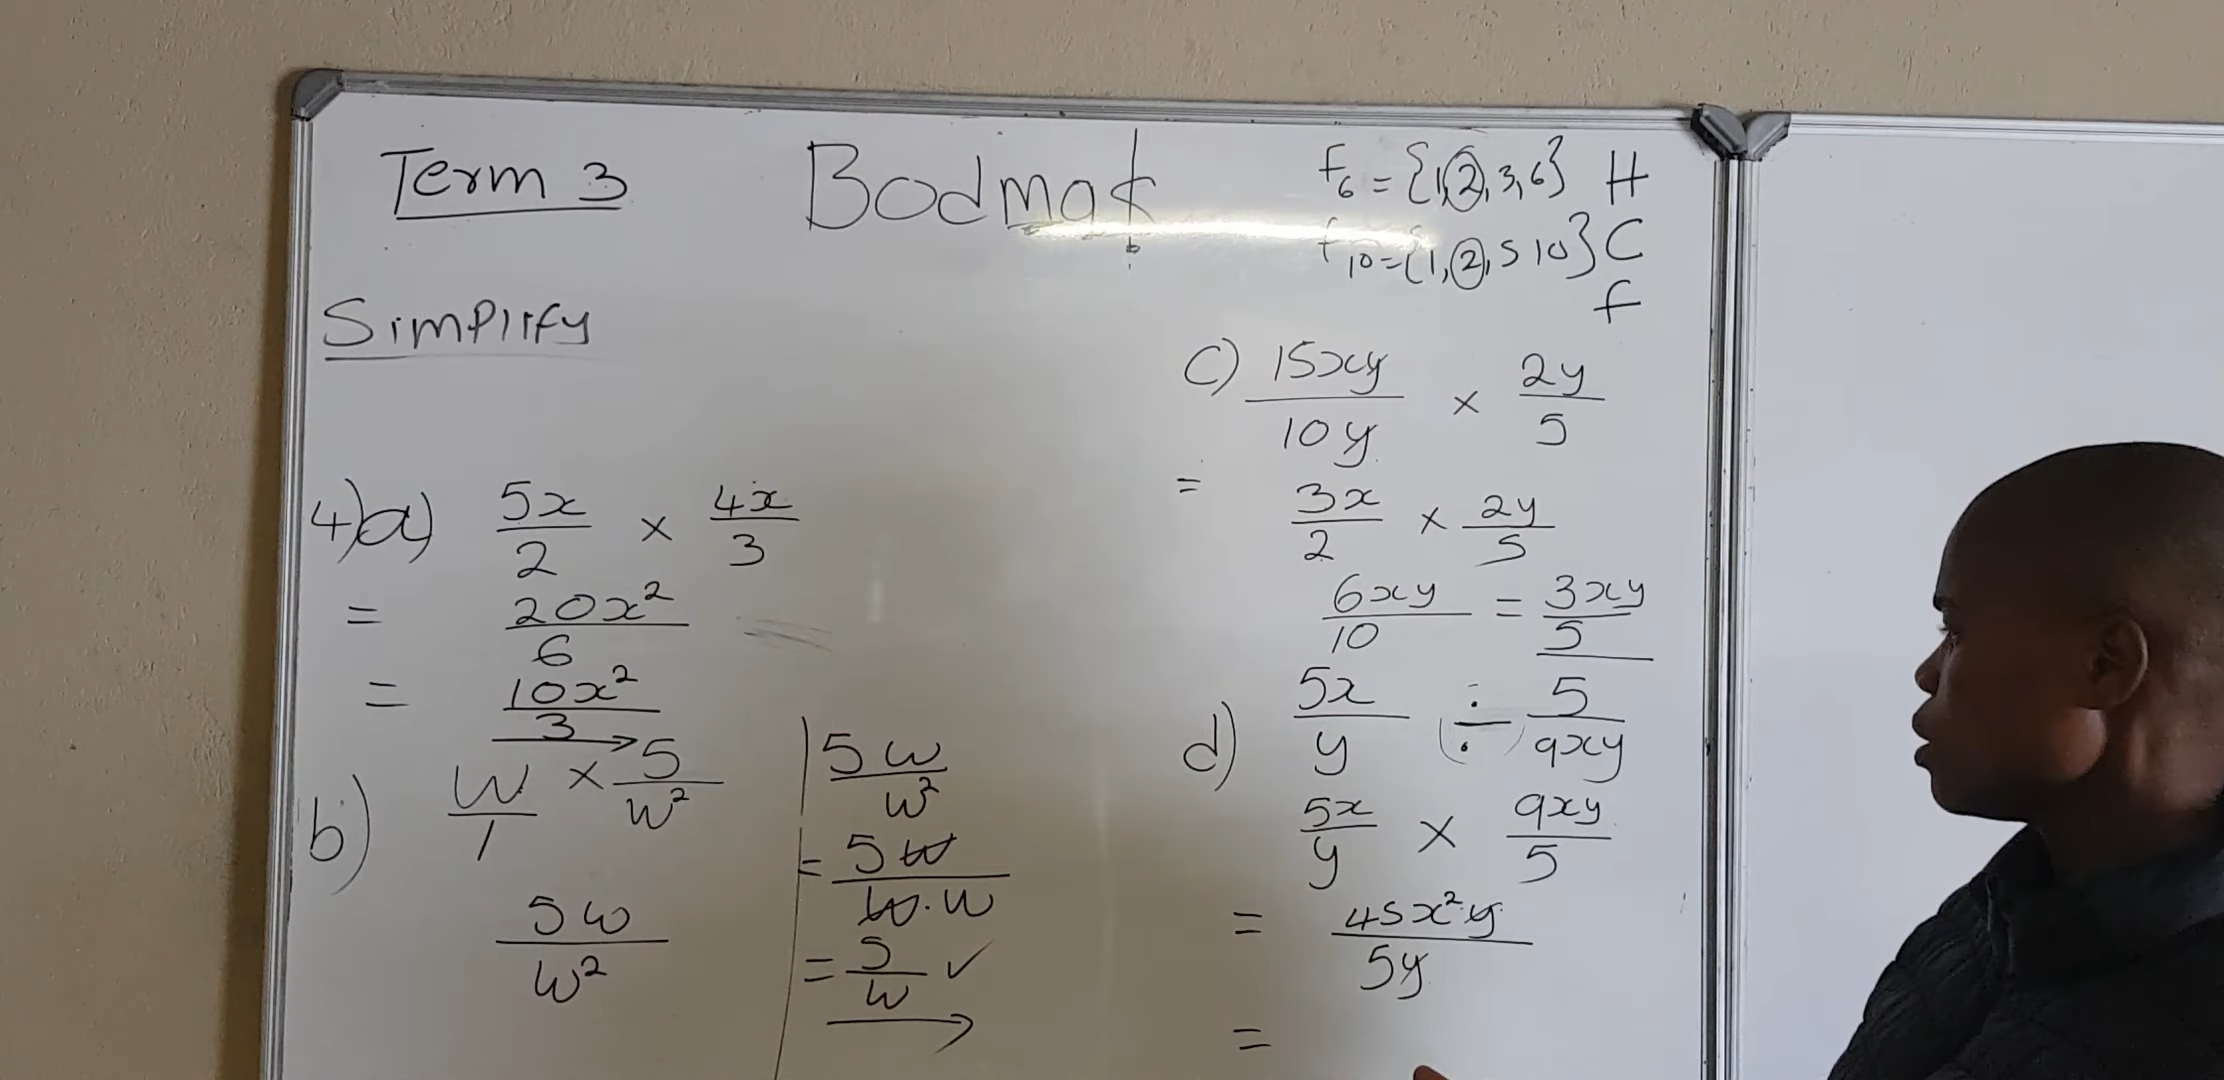 Term 3
Bodmas
f₆ = {1, 2, 3, 6} H
f₁₀ = {1, 2, 5 10} C
f
Simplify
4) a) 5x/2 × 4x/3
= 20x²/6
= 10x²/3
b) w/1 × 5/w²
5w/w²
5w/w²
= 5w/w.w
= 5/w ✓
c) 15xy/10y × 2y/5
= 3x/2 × 2y/5
6xy/10 = 3xy/5
d) 5x/y ÷ 5/9xy
5x/y × 9xy/5
= 45x²y/5y
=